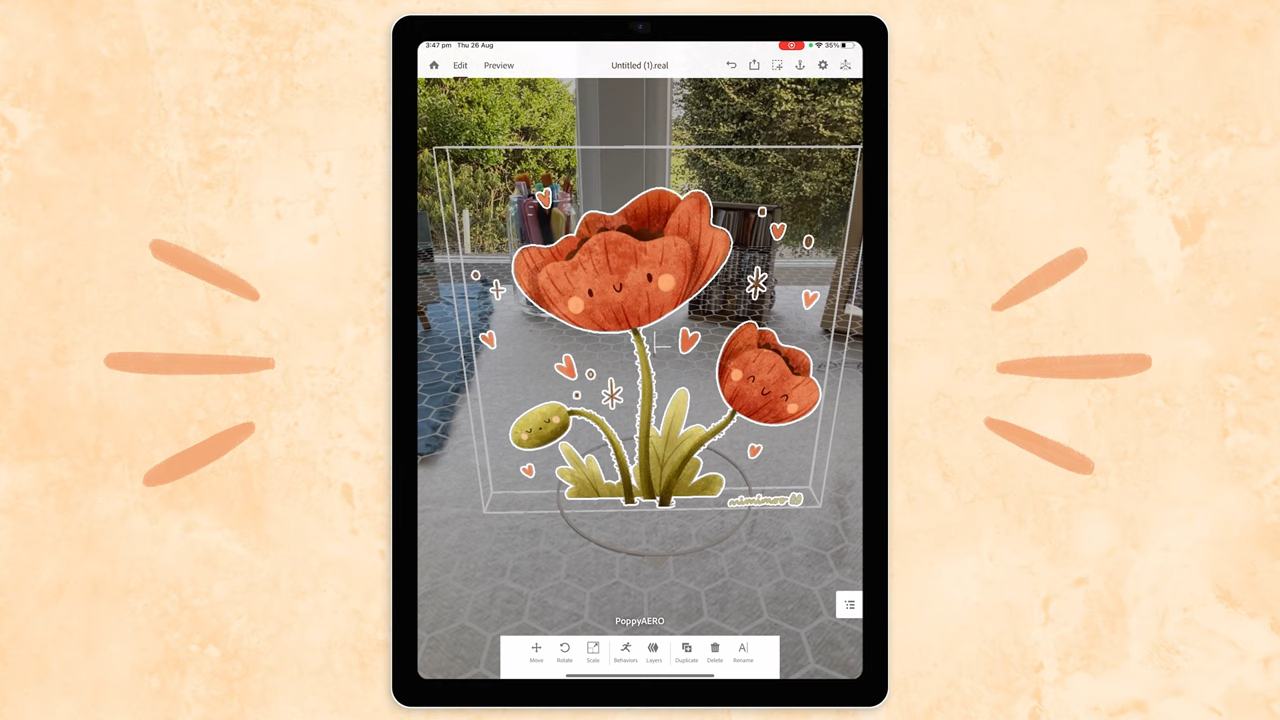 3:47 pm Thu 26 Aug 35%
Edit Preview Untitled (1).real
mimimoo
PoppyAERO
Move Rotate Scale Behaviors Layers Duplicate Delete Rename